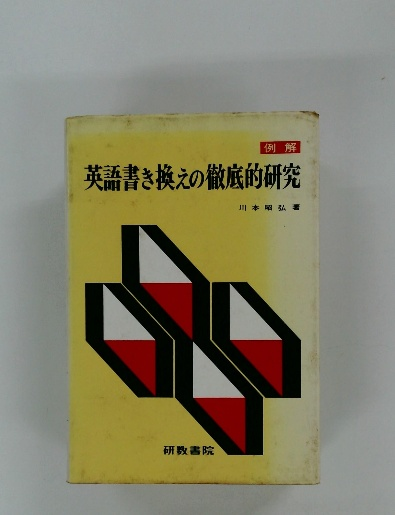 例解
英語書き換えの徹底的研究
川本昭弘著
研数書院